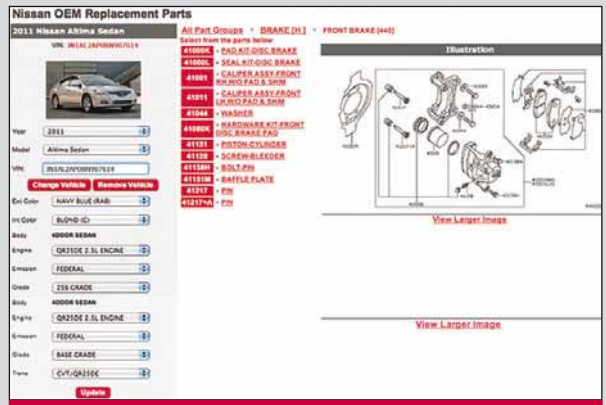 Nissan OEM Replacement Parts
2011 Nissan Altima Sedan
VIN:
Year 2011
Model Altima Sedan
VIN:
Change Vehicle Remove Vehicle
Ext Color NAVY BLUE (RAB)
Int Color BLOND (C)
Body 4DOOR SEDAN
Engine QR25DE 2.5L ENGINE
Emission FEDERAL
Grade
Body 4DOOR SEDAN
Engine QR25DE 2.5L ENGINE
Emission FEDERAL
Grade BASE GRADE
Trans CVT/QR25DE
Update
All Part Groups • BRAKE [H ] • FRONT BRAKE [440]
Select from the parts below
41000K - PAD KIT-DISC BRAKE
41000L - SEAL KIT-DISC BRAKE
41001 - CALIPER ASSY-FRONT
RH,WO PAD & SHIM
41011 - CALIPER ASSY-FRONT
LH,WO PAD & SHIM
41044 - WASHER
41080K - HARDWARE KIT-FRONT
DISC BRAKE PAD
41121 - PISTON-CYLINDER
41128 - SCREW-BLEEDER
41138H - BOLT-PIN
41151M - BAFFLE PLATE
41217 - PIN
41217+A - PIN
Illustration
View Larger Image
View Larger Image